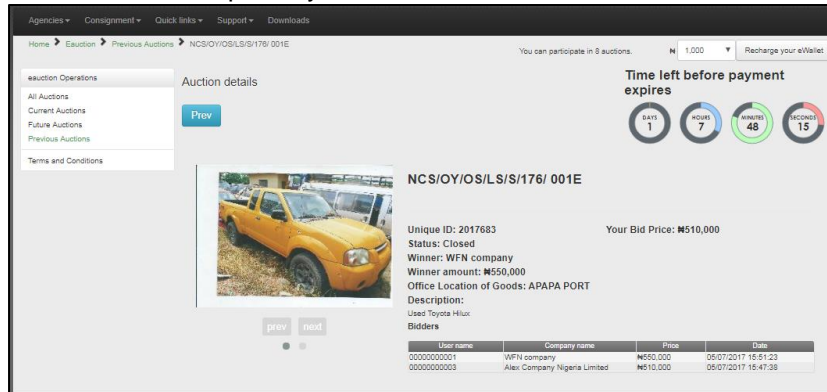 Agencies Consignment Quick links Support Downloads
Home Eauction Previous Auctions NCS/OY/OS/LS/S/176/ 001E
You can participate in 8 auctions. ₦ 1,000 Recharge your eWallet
eauction Operations
All Auctions
Current Auctions
Future Auctions
Previous Auctions
Terms and Conditions
Auction details
Prev
Time left before payment
expires
DAYS
1
HOURS
7
MINUTES
48
SECONDS
15
NCS/OY/OS/LS/S/176/ 001E
Unique ID: 2017683 Your Bid Price: ₦510,000
Status: Closed
Winner: WFN company
Winner amount: ₦550,000
Office Location of Goods: APAPA PORT
Description:
Used Toyota Hilux
Bidders
prev next
User name Company name Price Date
00000000001 WFN company ₦550,000 05/07/2017 15:51:23
00000000003 Alex Company Nigeria Limited ₦510,000 05/07/2017 15:47:38